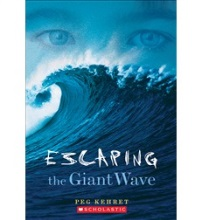 ESCAPING
the Giant Wave
PEG KEHRET
SCHOLASTIC